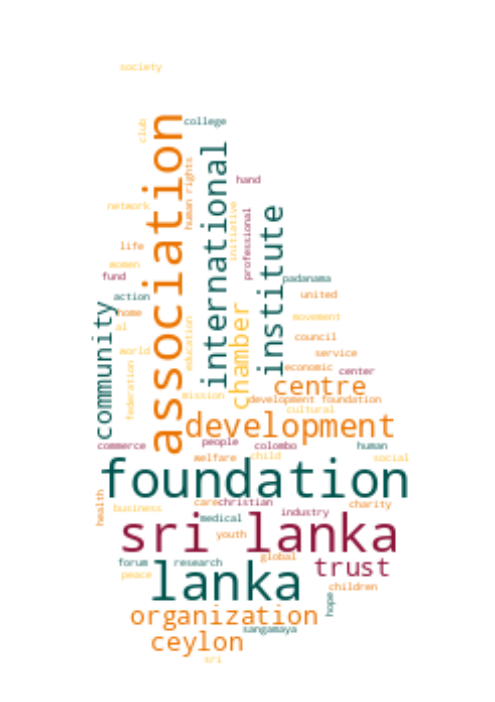 society
club
association
college
human rights
international
hand
network
initiative
professional
institute
life
women
fund
padanama
action
united
community
home
al
chamber
movement
education
council
world
service
federation
economic
center
centre
mission
development foundation
cultural
development
commerce
people
colombo
human
welfare
child
social
foundation
health
care
christian
charity
business
industry
medical
sri lanka
youth
global
forum
research
trust
peace
lanka
children
hope
organization
sangamaya
ceylon
sri